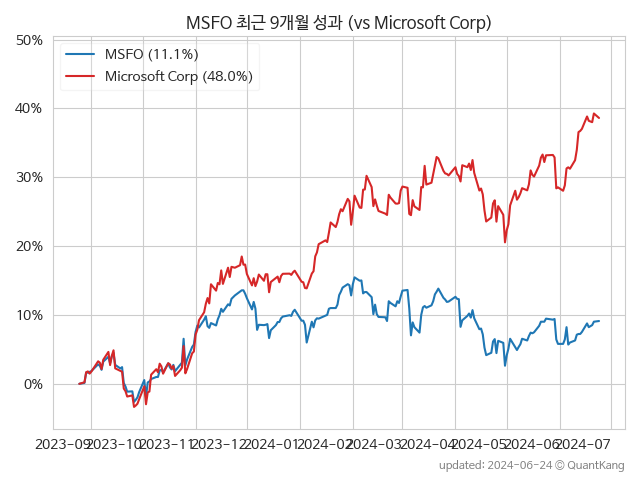 MSFO 최근 9개월 성과 (vs Microsoft Corp)
50%
MSFO (11.1%)
Microsoft Corp (48.0%)
40%
30%
20%
10%
0%
2023-09 2023-10 2023-11 2023-12 2024-01 2024-02 2024-03 2024-04 2024-05 2024-06 2024-07
updated: 2024-06-24 © QuantKang